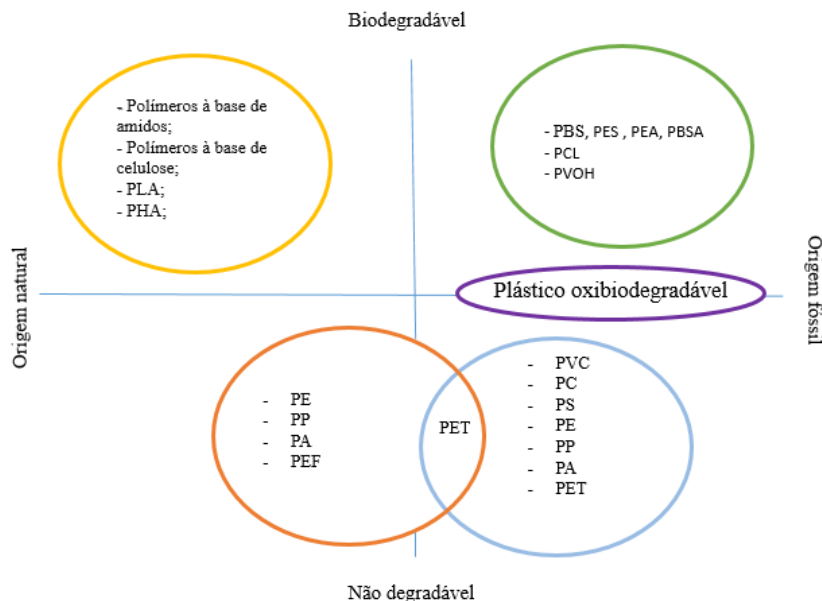 Biodegradável
- Polímeros à base de
amidos;
- Polímeros à base de
celulose;
- PLA;
- PHA;
- PBS, PES , PEA, PBSA
- PCL
- PVOH
Origem natural
Origem fóssil
Plástico oxibiodegradável
- PE
- PP
- PA
- PEF
PET
- PVC
- PC
- PS
- PE
- PP
- PA
- PET
Não degradável